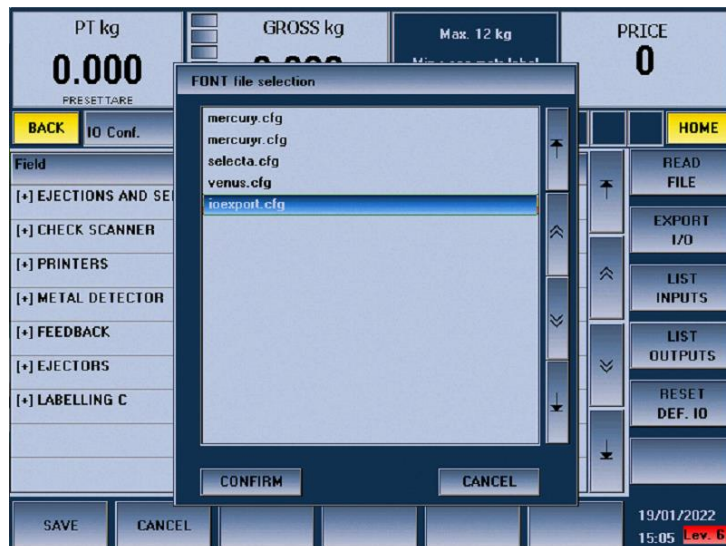 PT kg
0.000
PRESETTARE
GROSS kg
Max. 12 kg
PRICE
0
BACK
IO Conf.
HOME
FONT file selection
mercury.cfg
mercuryr.cfg
selecta.cfg
venus.cfg
ioexport.cfg
CONFIRM
CANCEL
Field
[+] EJECTIONS AND SE
[+] CHECK SCANNER
[+] PRINTERS
[+] METAL DETECTOR
[+] FEEDBACK
[+] EJECTORS
[+] LABELLING C
READ
FILE
EXPORT
I/O
LIST
INPUTS
LIST
OUTPUTS
RESET
DEF. IO
SAVE
CANCEL
19/01/2022
15:05 Lev. 6